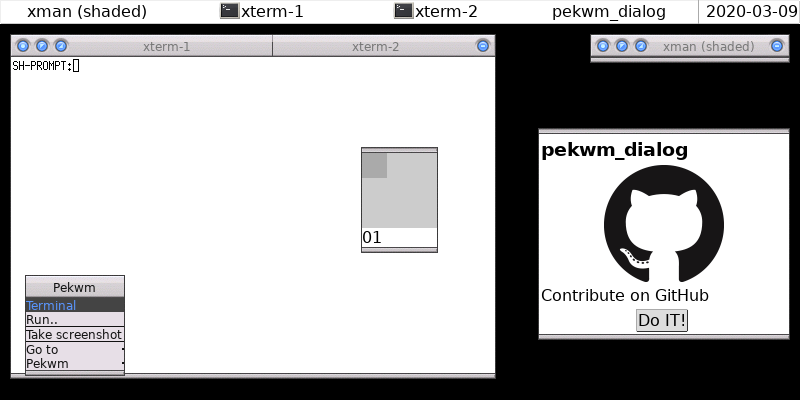 xman (shaded) xterm-1 xterm-2 pekwm_dialog 2020-03-09
xterm-1 xterm-2
xman (shaded)
SH-PROMPT:
pekwm_dialog
01
Pekwm
Terminal
Run..
Take screenshot
Go to
Pekwm
Contribute on GitHub
Do IT!